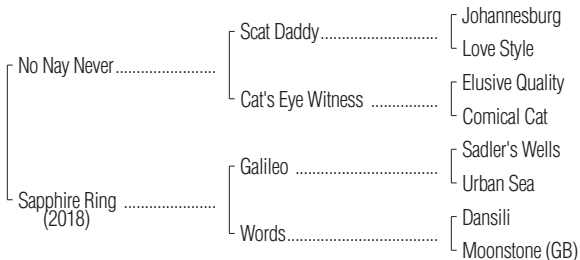 Johannesburg
Scat Daddy
Love Style
No Nay Never
Elusive Quality
Cat's Eye Witness
Comical Cat
Sadler's Wells
Galileo
Urban Sea
Sapphire Ring
(2018)
Dansili
Words
Moonstone (GB)